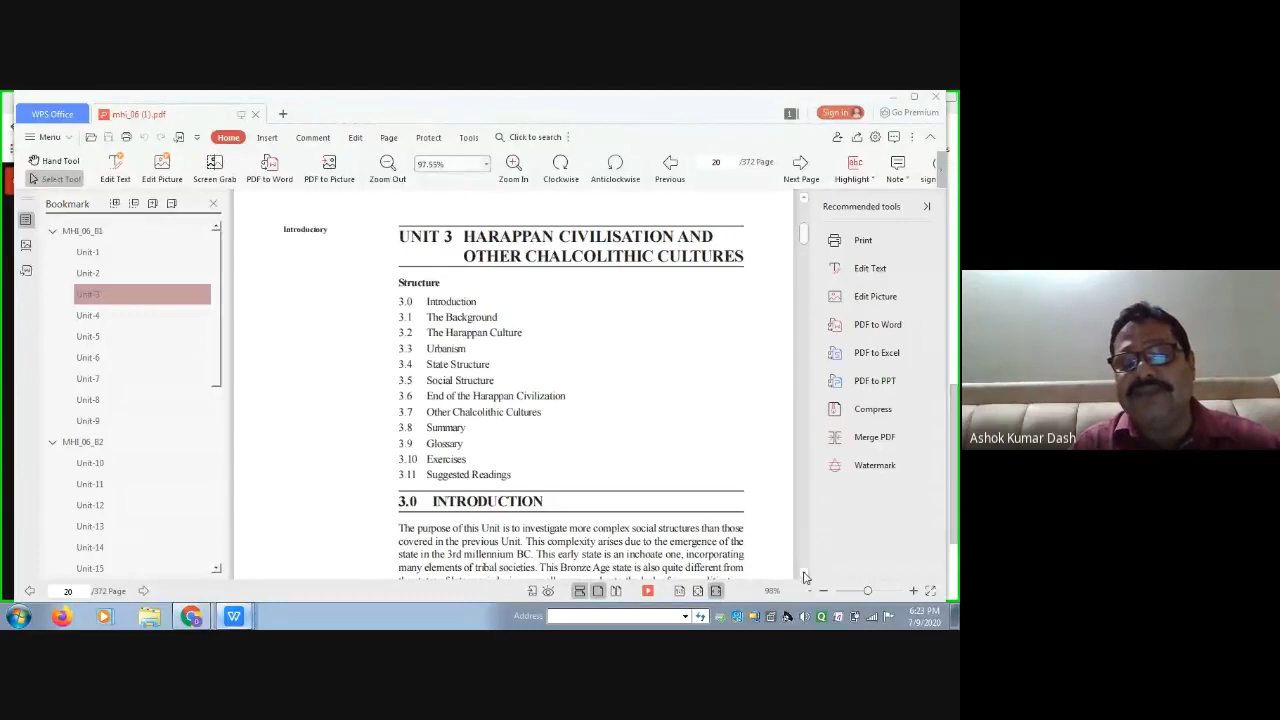 WPS Office
mhi_06 (1).pdf
1
Sign in
Go Premium
Menu
Home
Insert
Comment
Edit
Page
Protect
Tools
Click to search
Hand Tool
Select Tool
Edit Text
Edit Picture
Screen Grab
PDF to Word
PDF to Picture
Zoom Out
97.55%
Zoom In
Clockwise
Anticlockwise
Previous
20
/372 Page
Next Page
Highlight
Note
sign
Bookmark
MHI_06_B1
Unit-1
Unit-2
Unit-3
Unit-4
Unit-5
Unit-6
Unit-7
Unit-8
Unit-9
MHI_06_B2
Unit-10
Unit-11
Unit-12
Unit-13
Unit-14
Unit-15
Introductory
UNIT 3 HARAPPAN CIVILISATION AND
OTHER CHALCOLITHIC CULTURES
Structure
3.0 Introduction
3.1 The Background
3.2 The Harappan Culture
3.3 Urbanism
3.4 State Structure
3.5 Social Structure
3.6 End of the Harappan Civilization
3.7 Other Chalcolithic Cultures
3.8 Summary
3.9 Glossary
3.10 Exercises
3.11 Suggested Readings
3.0 INTRODUCTION
The purpose of this Unit is to investigate more complex social structures than those
covered in the previous Unit. This complexity arises due to the emergence of the
state in the 3rd millennium BC. This early state is an inchoate one, incorporating
many elements of tribal societies. This Bronze Age state is also quite different from
Recommended tools
Print
Edit Text
Edit Picture
PDF to Word
PDF to Excel
PDF to PPT
Compress
Merge PDF
Watermark
Ashok Kumar Dash
20
/372 Page
98%
Address
6:23 PM
7/9/2020